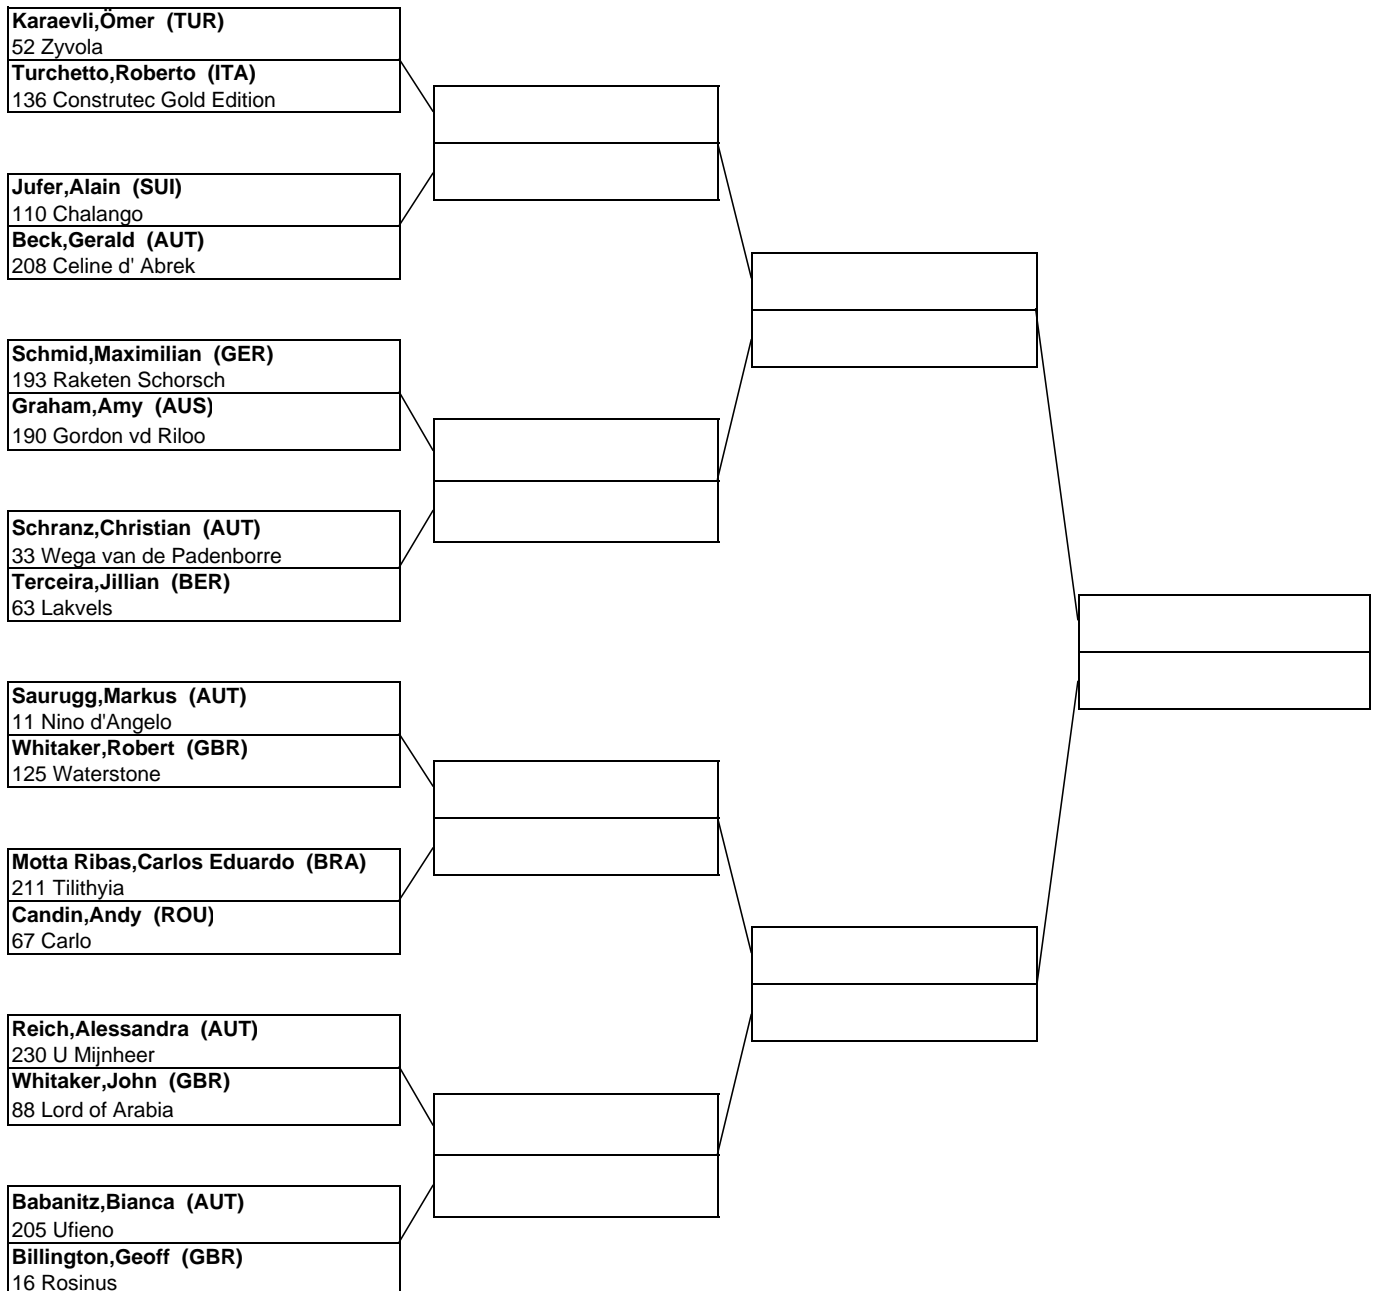 Karaevli,Ömer (TUR)
52 Zyvola
Turchetto,Roberto (ITA)
136 Construtec Gold Edition
Jufer,Alain (SUI)
110 Chalango
Beck,Gerald (AUT)
208 Celine d' Abrek
Schmid,Maximilian (GER)
193 Raketen Schorsch
Graham,Amy (AUS)
190 Gordon vd Riloo
Schranz,Christian (AUT)
33 Wega van de Padenborre
Terceira,Jillian (BER)
63 Lakvels
Saurugg,Markus (AUT)
11 Nino d'Angelo
Whitaker,Robert (GBR)
125 Waterstone
Motta Ribas,Carlos Eduardo (BRA)
211 Tilithyia
Candin,Andy (ROU)
67 Carlo
Reich,Alessandra (AUT)
230 U Mijnheer
Whitaker,John (GBR)
88 Lord of Arabia
Babanitz,Bianca (AUT)
205 Ufieno
Billington,Geoff (GBR)
16 Rosinus